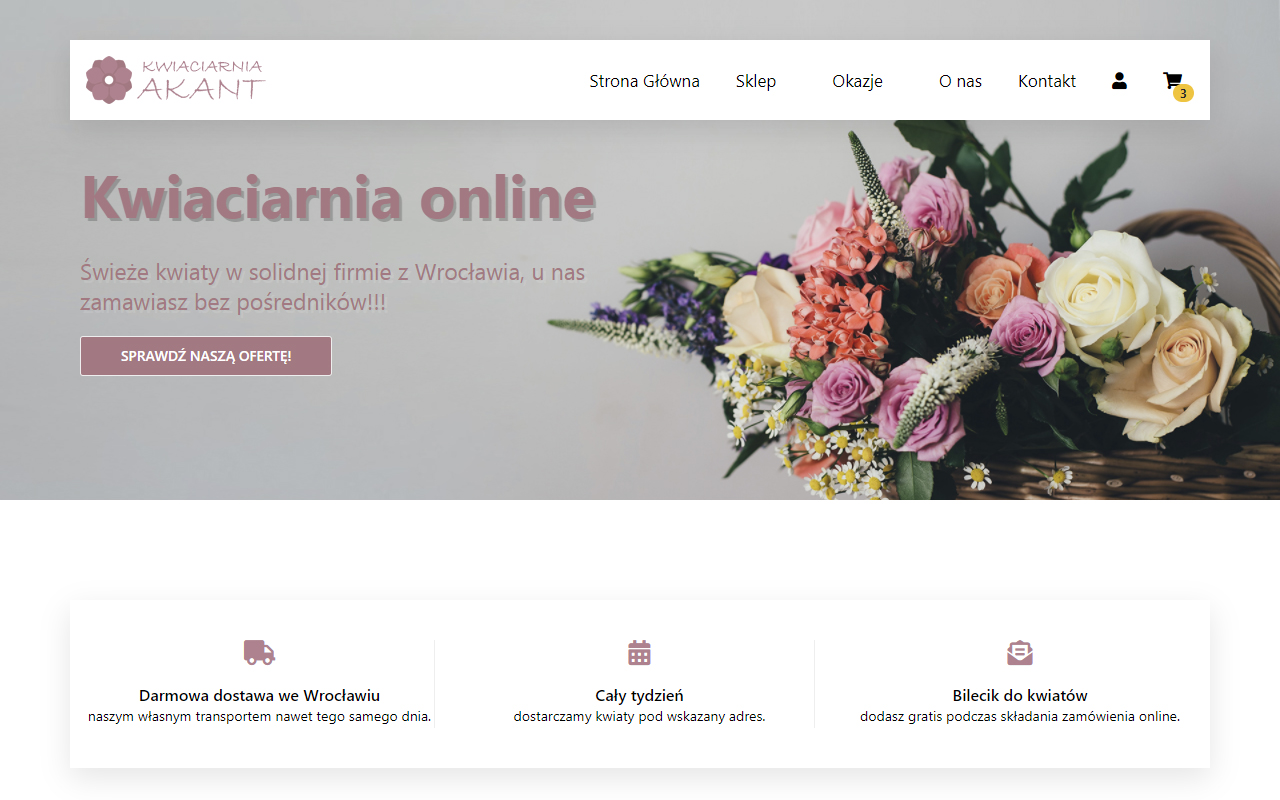 KWIACIARNIA
AKANT
Strona Główna
Sklep
Okazje
O nas
Kontakt
3
Kwiaciarnia online
Świeże kwiaty w solidnej firmie z Wrocławia, u nas
zamawiasz bez pośredników!!!
SPRAWDŹ NASZĄ OFERTĘ!
Darmowa dostawa we Wrocławiu
naszym własnym transportem nawet tego samego dnia.
Cały tydzień
dostarczamy kwiaty pod wskazany adres.
Bilecik do kwiatów
dodasz gratis podczas składania zamówienia online.